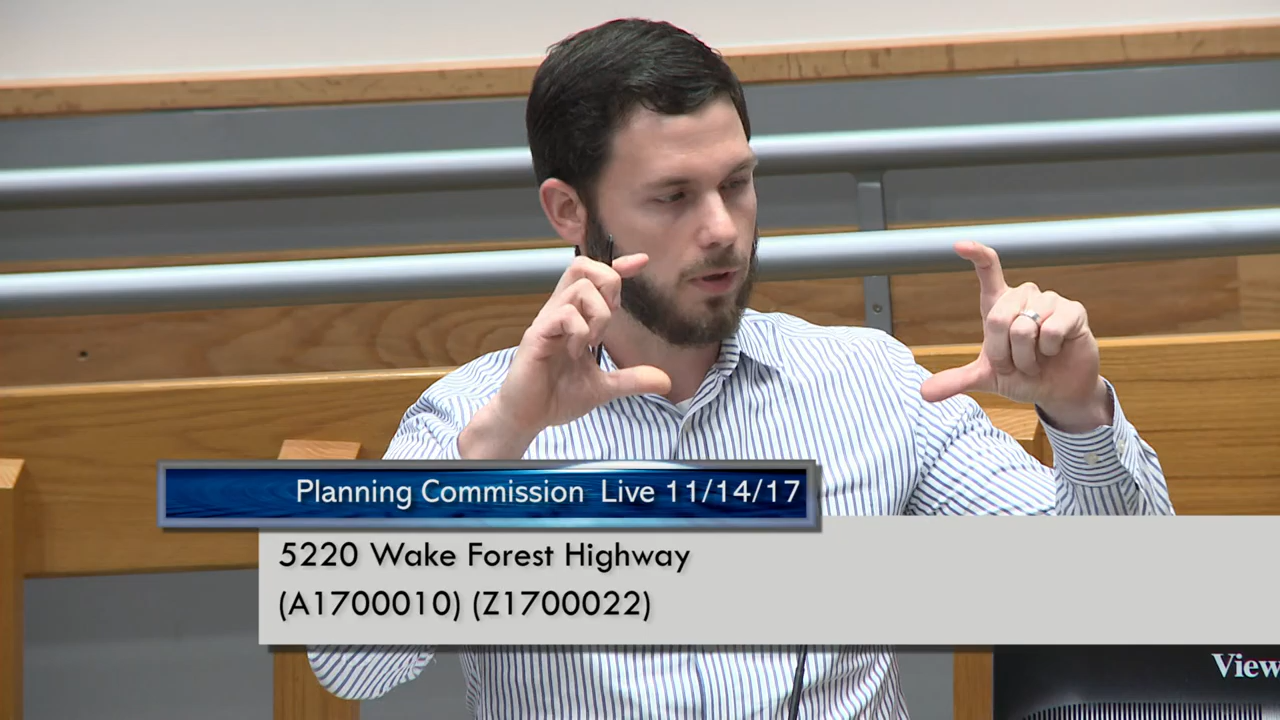 Planning Commission Live 11/14/17
5220 Wake Forest Highway
(A1700010) (Z1700022)
View